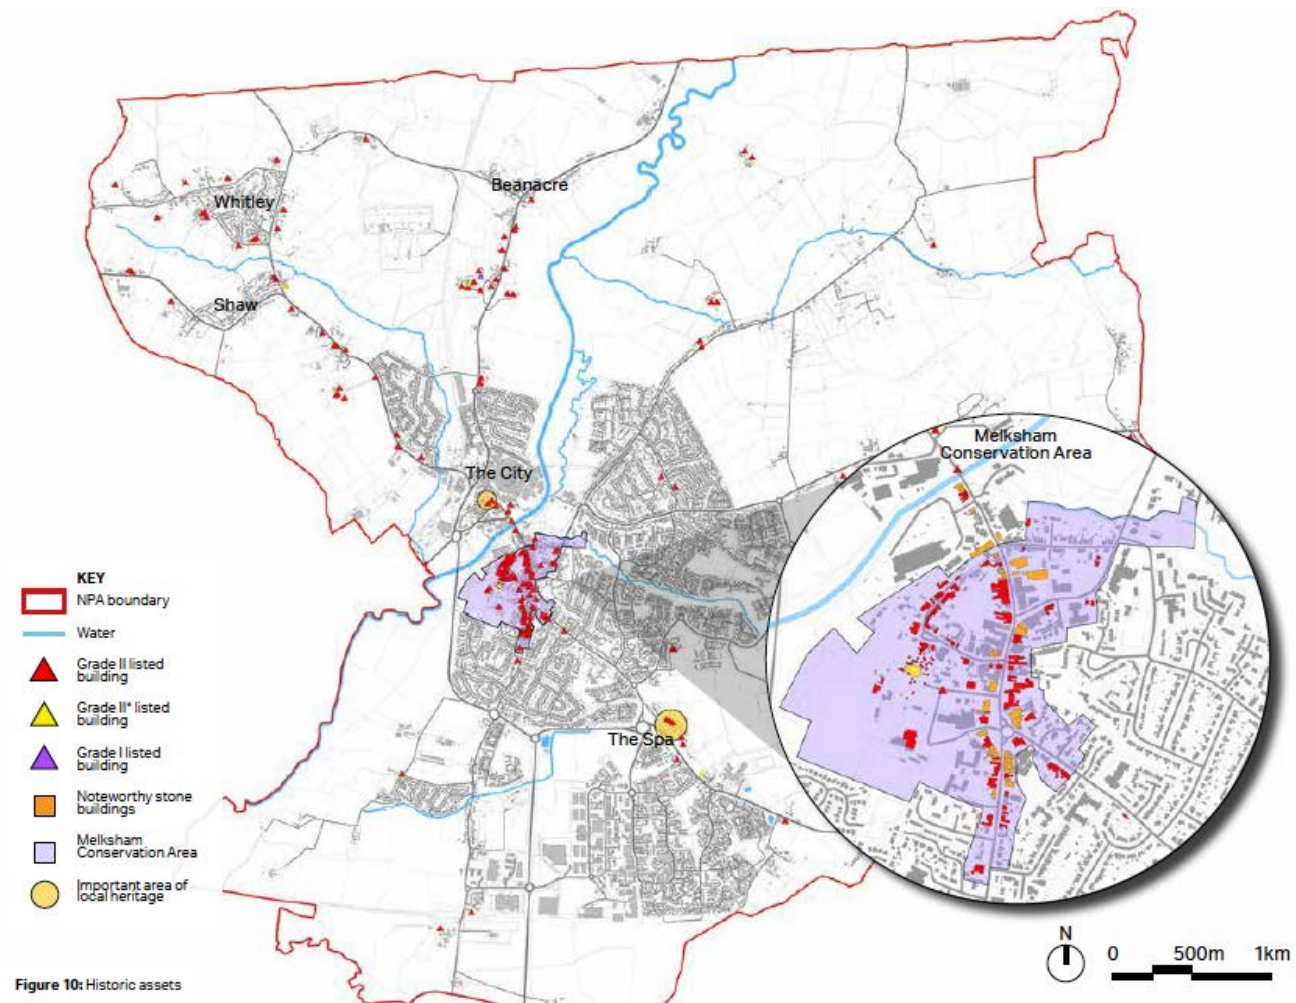 Beanacre
Whitley
Shaw
The City
Melksham
Conservation Area
The Spa
KEY
NPA boundary
Water
Grade II listed
building
Grade II* listed
building
Grade I listed
building
Noteworthy stone
buildings
Melksham
Conservation Area
Important area of
local heritage
N
0 500m 1km
Figure 10: Historic assets